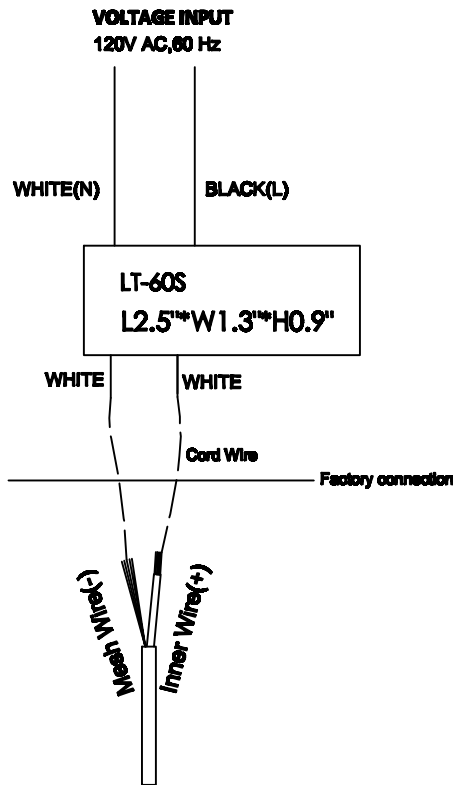 VOLTAGE INPUT
120V AC,60 Hz
WHITE(N)
BLACK(L)
LT-60S
L2.5"*W1.3"*H0.9"
WHITE
WHITE
Cord Wire
Factory connection
Mesh Wire(-)
Inner Wire(+)